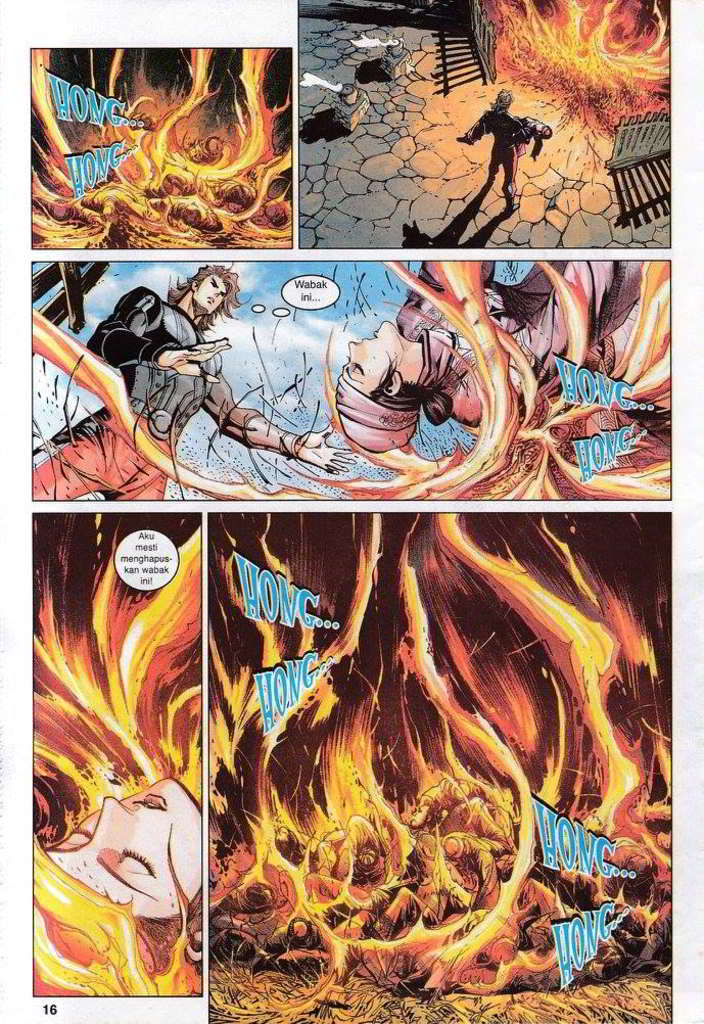 HONG...
HONG...
Wabak
ini...
HONG...
HONG...
Aku
mesti
menghapus-
kan wabak
ini!
HONG...
HONG...
HONG...
HONG...
16